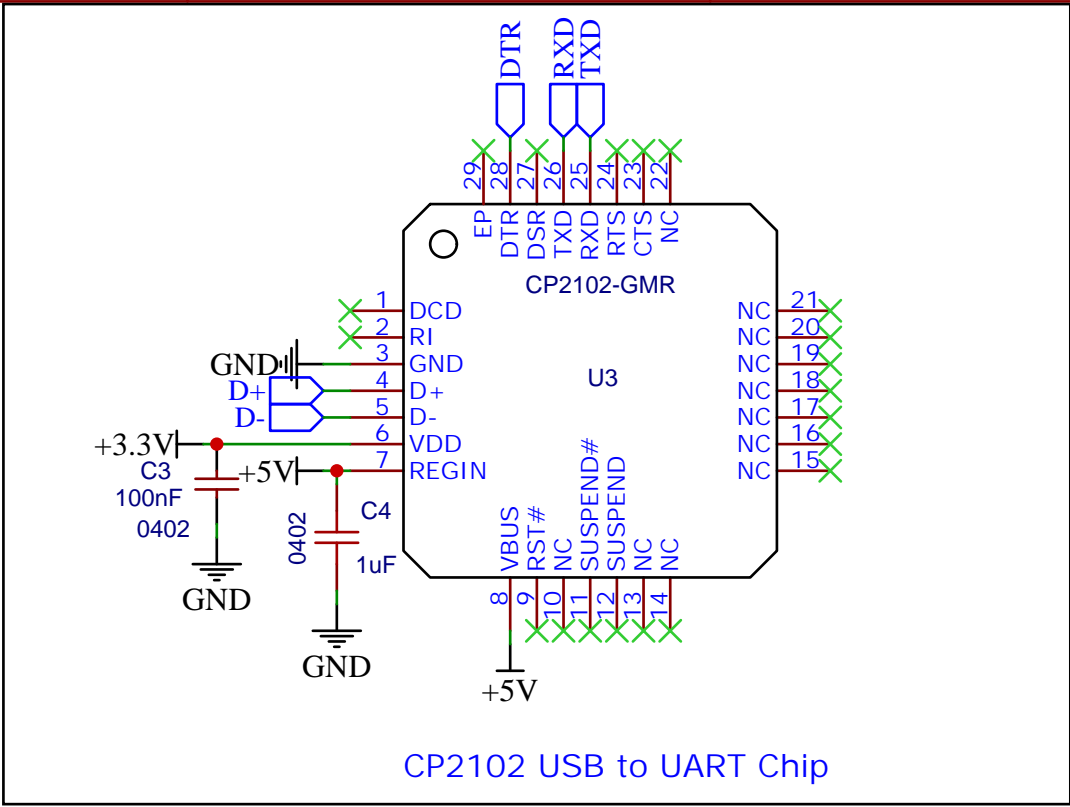 DTR
RXD
TXD
29
28
27
26
25
24
23
22
EP
DTR
DSR
TXD
RXD
RTS
CTS
NC
CP2102-GMR
U3
1 DCD
2 RI
GND 3 GND
D+ 4 D+
D- 5 D-
+3.3V 6 VDD
+5V 7 REGIN
C3
100nF
0402
GND
C4
0402
1uF
GND
NC 21
NC 20
NC 19
NC 18
NC 17
NC 16
NC 15
VBUS
RST#
NC
SUSPEND#
SUSPEND
NC
NC
8
9
10
11
12
13
14
+5V
CP2102 USB to UART Chip